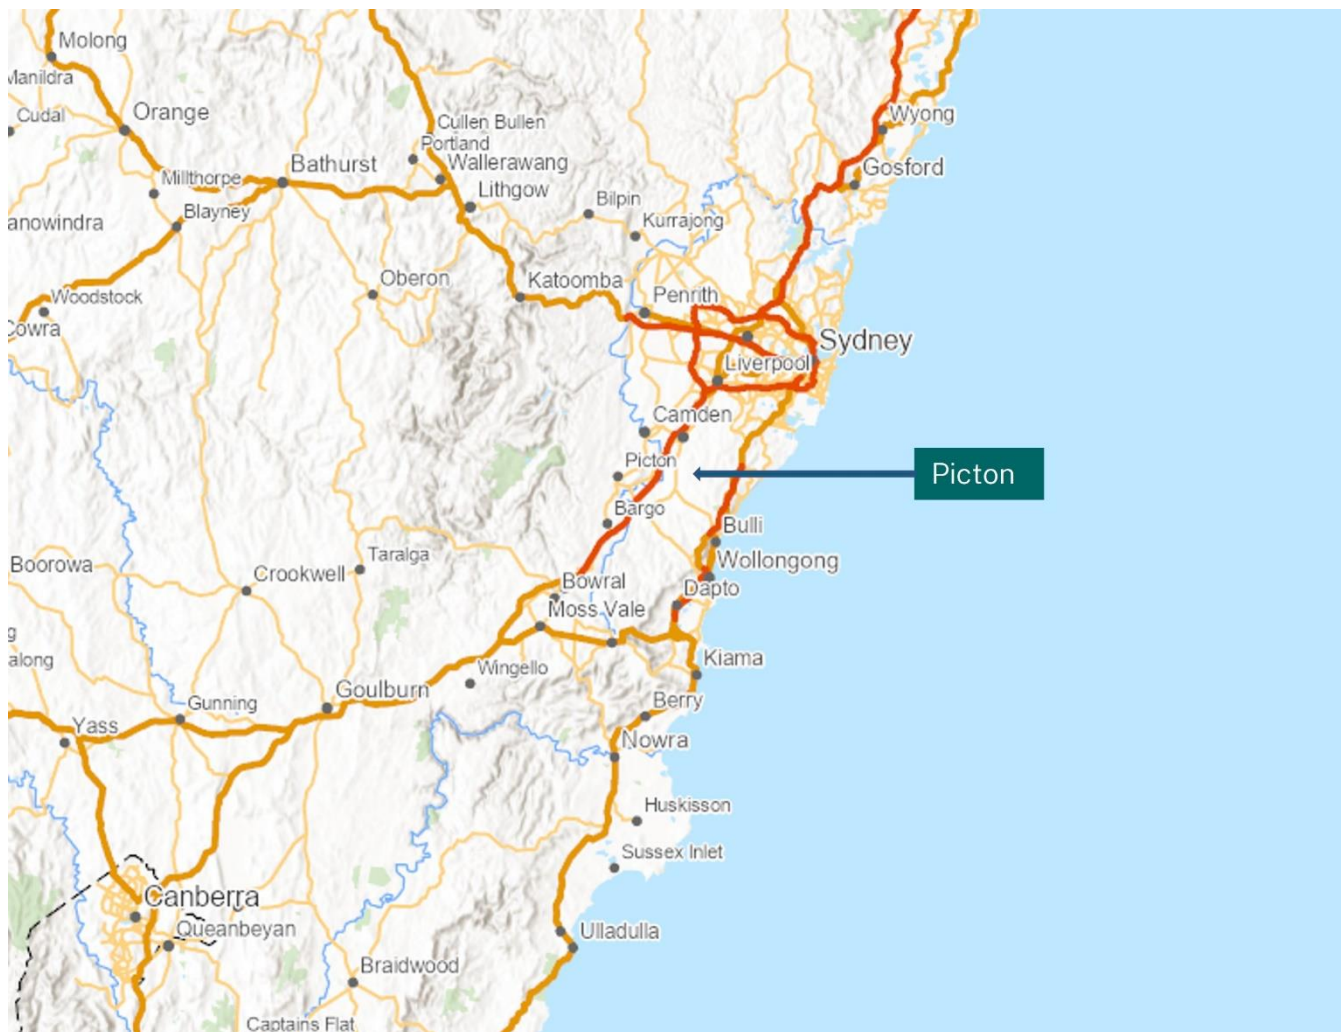 Molong
Manildra
Cudal
Orange
Cullen Bullen
Portland
Wallerawang
Wyong
Gosford
Bathurst
Millthorpe
Lithgow
Bilpin
Kurrajong
anowindra
Blayney
Oberon
Katoomba
Penrith
Woodstock
Cowra
Sydney
Liverpool
Camden
Picton
Picton
Bargo
Bulli
Wollongong
Boorowa
Crookwell
Taralga
Bowral
Dapto
Moss Vale
g
along
Wingello
Kiama
Goulburn
Gunning
Berry
Yass
Nowra
Huskisson
Sussex Inlet
Canberra
Queanbeyan
Ulladulla
Braidwood
Captains Flat